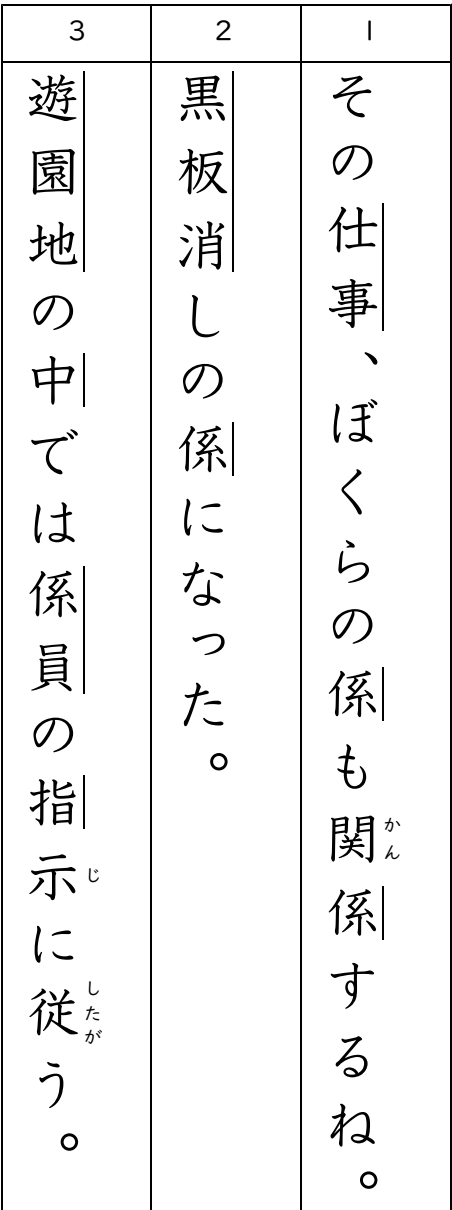 1
その仕事、ぼくらの係も関係するね。
かん
2
黒板消しの係になった。
3
遊園地の中では係員の指示に従う。
じ
したが